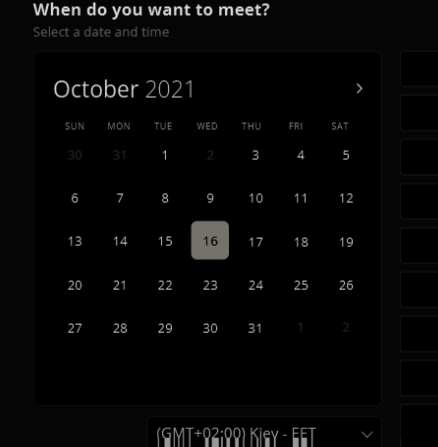 When do you want to meet?
Select a date and time
October 2021
SUN MON TUE WED THU FRI SAT
30 31 1 2 3 4 5
6 7 8 9 10 11 12
13 14 15 16 17 18 19
20 21 22 23 24 25 26
27 28 29 30 31 1 2
(GMT+02:00) Kiev - EET